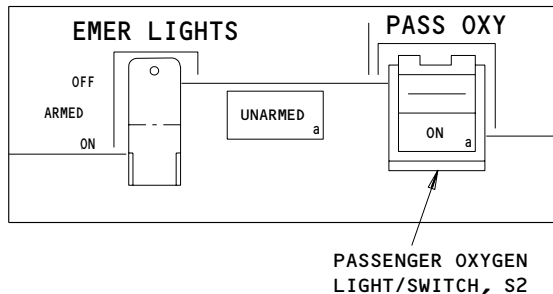 EMER LIGHTS
PASS OXY
OFF
ARMED
ON
UNARMED
a
ON
a
PASSENGER OXYGEN
LIGHT/SWITCH, S2